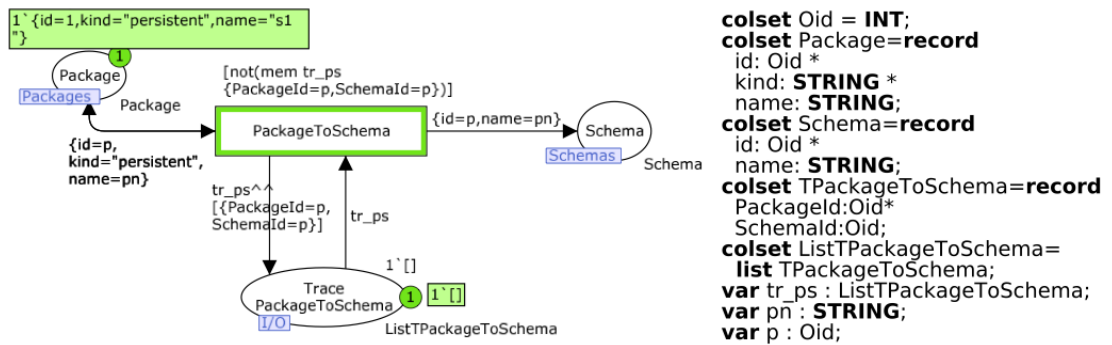 1`{id=1,kind="persistent",name="s1
"}
1
Package
Packages
Package
{id=p,
kind="persistent",
name=pn}
[not(mem tr_ps
{PackageId=p,SchemaId=p})]
PackageToSchema
{id=p,name=pn}
Schema
Schemas
Schema
tr_ps^^
[{PackageId=p,
SchemaId=p}]
tr_ps
1`[]
Trace
PackageToSchema
I/O
1
1`[]
ListTPackageToSchema
colset Oid = INT;
colset Package=record
id: Oid *
kind: STRING *
name: STRING;
colset Schema=record
id: Oid *
name: STRING;
colset TPackageToSchema=record
PackageId:Oid*
SchemaId:Oid;
colset ListTPackageToSchema=
list TPackageToSchema;
var tr_ps : ListTPackageToSchema;
var pn : STRING;
var p : Oid;